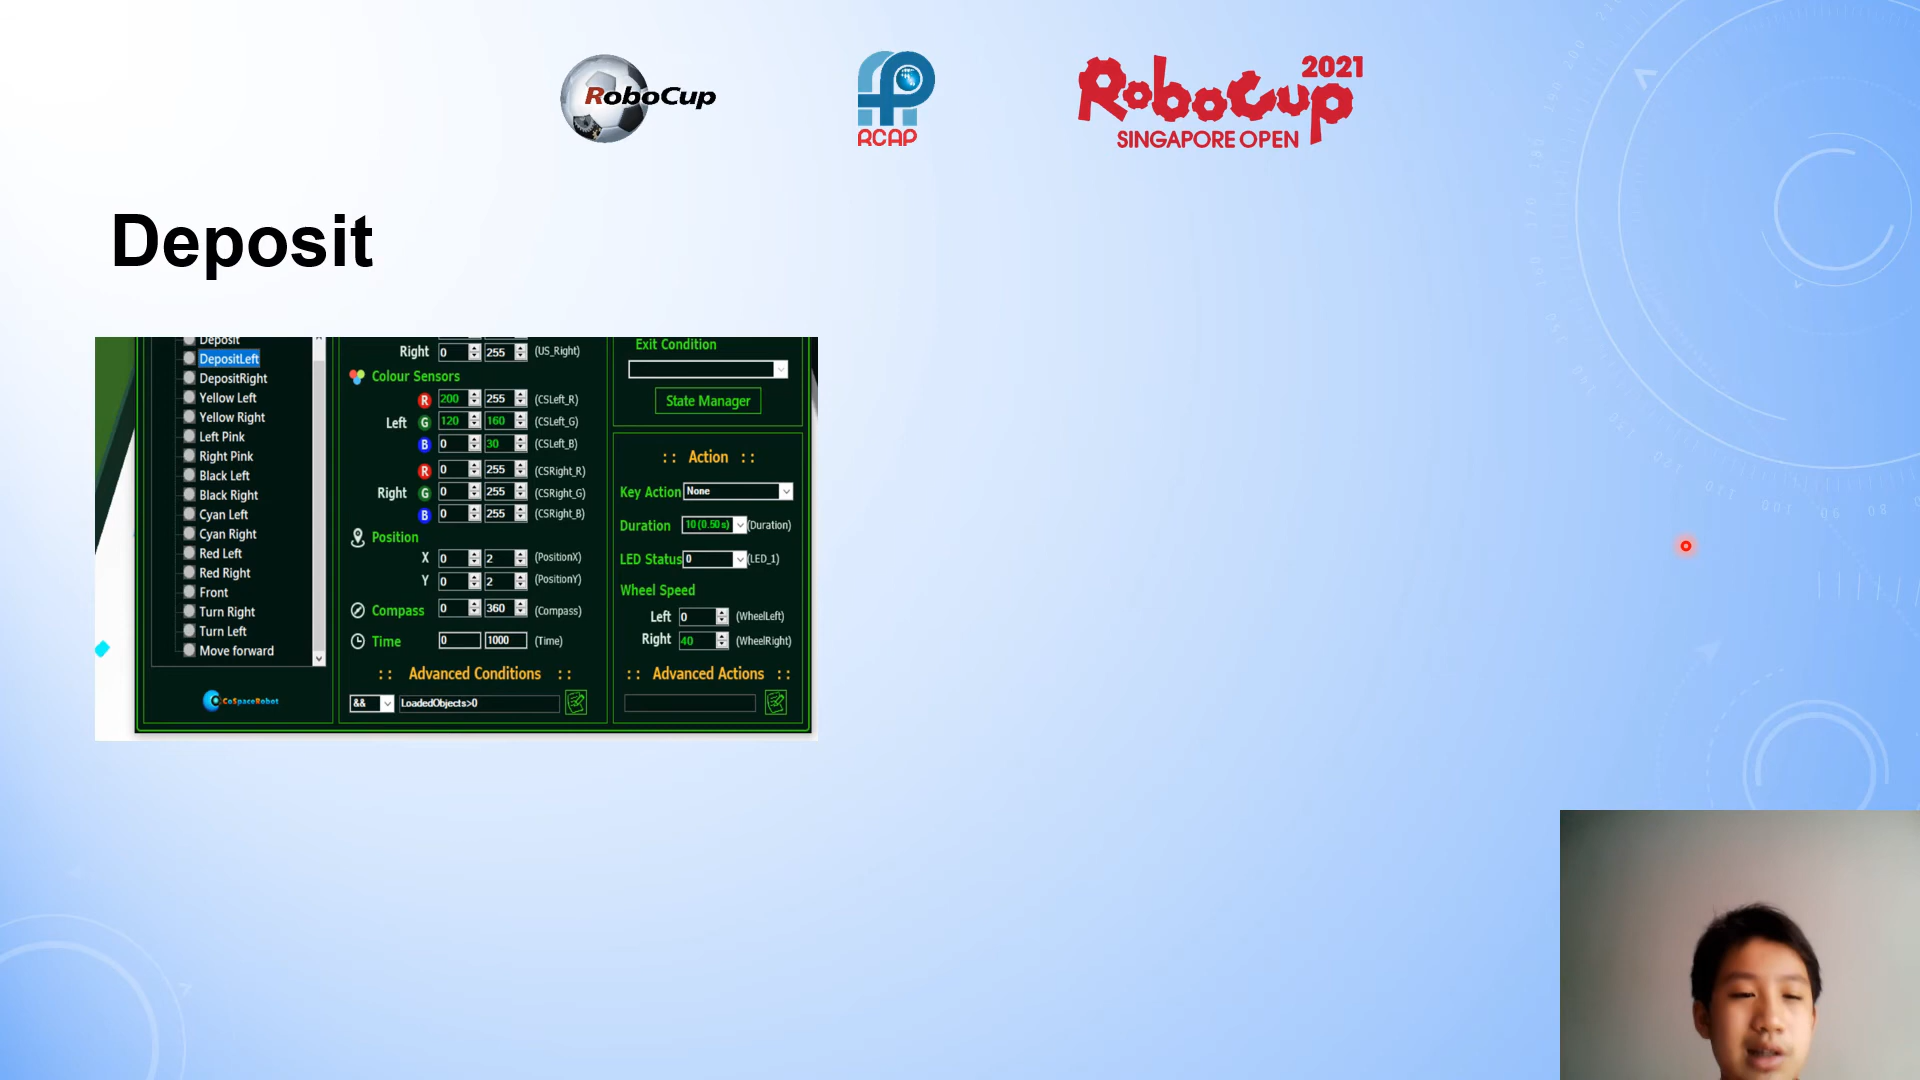 RoboCup
RCAP
2021
RoboCup
SINGAPORE OPEN
Deposit
Deposit
DepositLeft
DepositRight
Yellow Left
Yellow Right
Left Pink
Right Pink
Black Left
Black Right
Cyan Left
Cyan Right
Red Left
Red Right
Front
Turn Right
Turn Left
Move forward
CoSpaceRobot
Right 0 255 (US_Right)
Colour Sensors
R 200 255 (CSLeft_R)
Left G 120 160 (CSLeft_G)
B 0 30 (CSLeft_B)
R 0 255 (CSRight_R)
Right G 0 255 (CSRight_G)
B 0 255 (CSRight_B)
Position
X 0 2 (PositionX)
Y 0 2 (PositionY)
Compass 0 360 (Compass)
Time 0 1000 (Time)
:: Advanced Conditions ::
&& LoadedObjects>0
Exit Condition
State Manager
:: Action ::
Key Action None
Duration 10 (0.50 s) (Duration)
LED Status 0 (LED_1)
Wheel Speed
Left 0 (WheelLeft)
Right 40 (WheelRight)
:: Advanced Actions ::